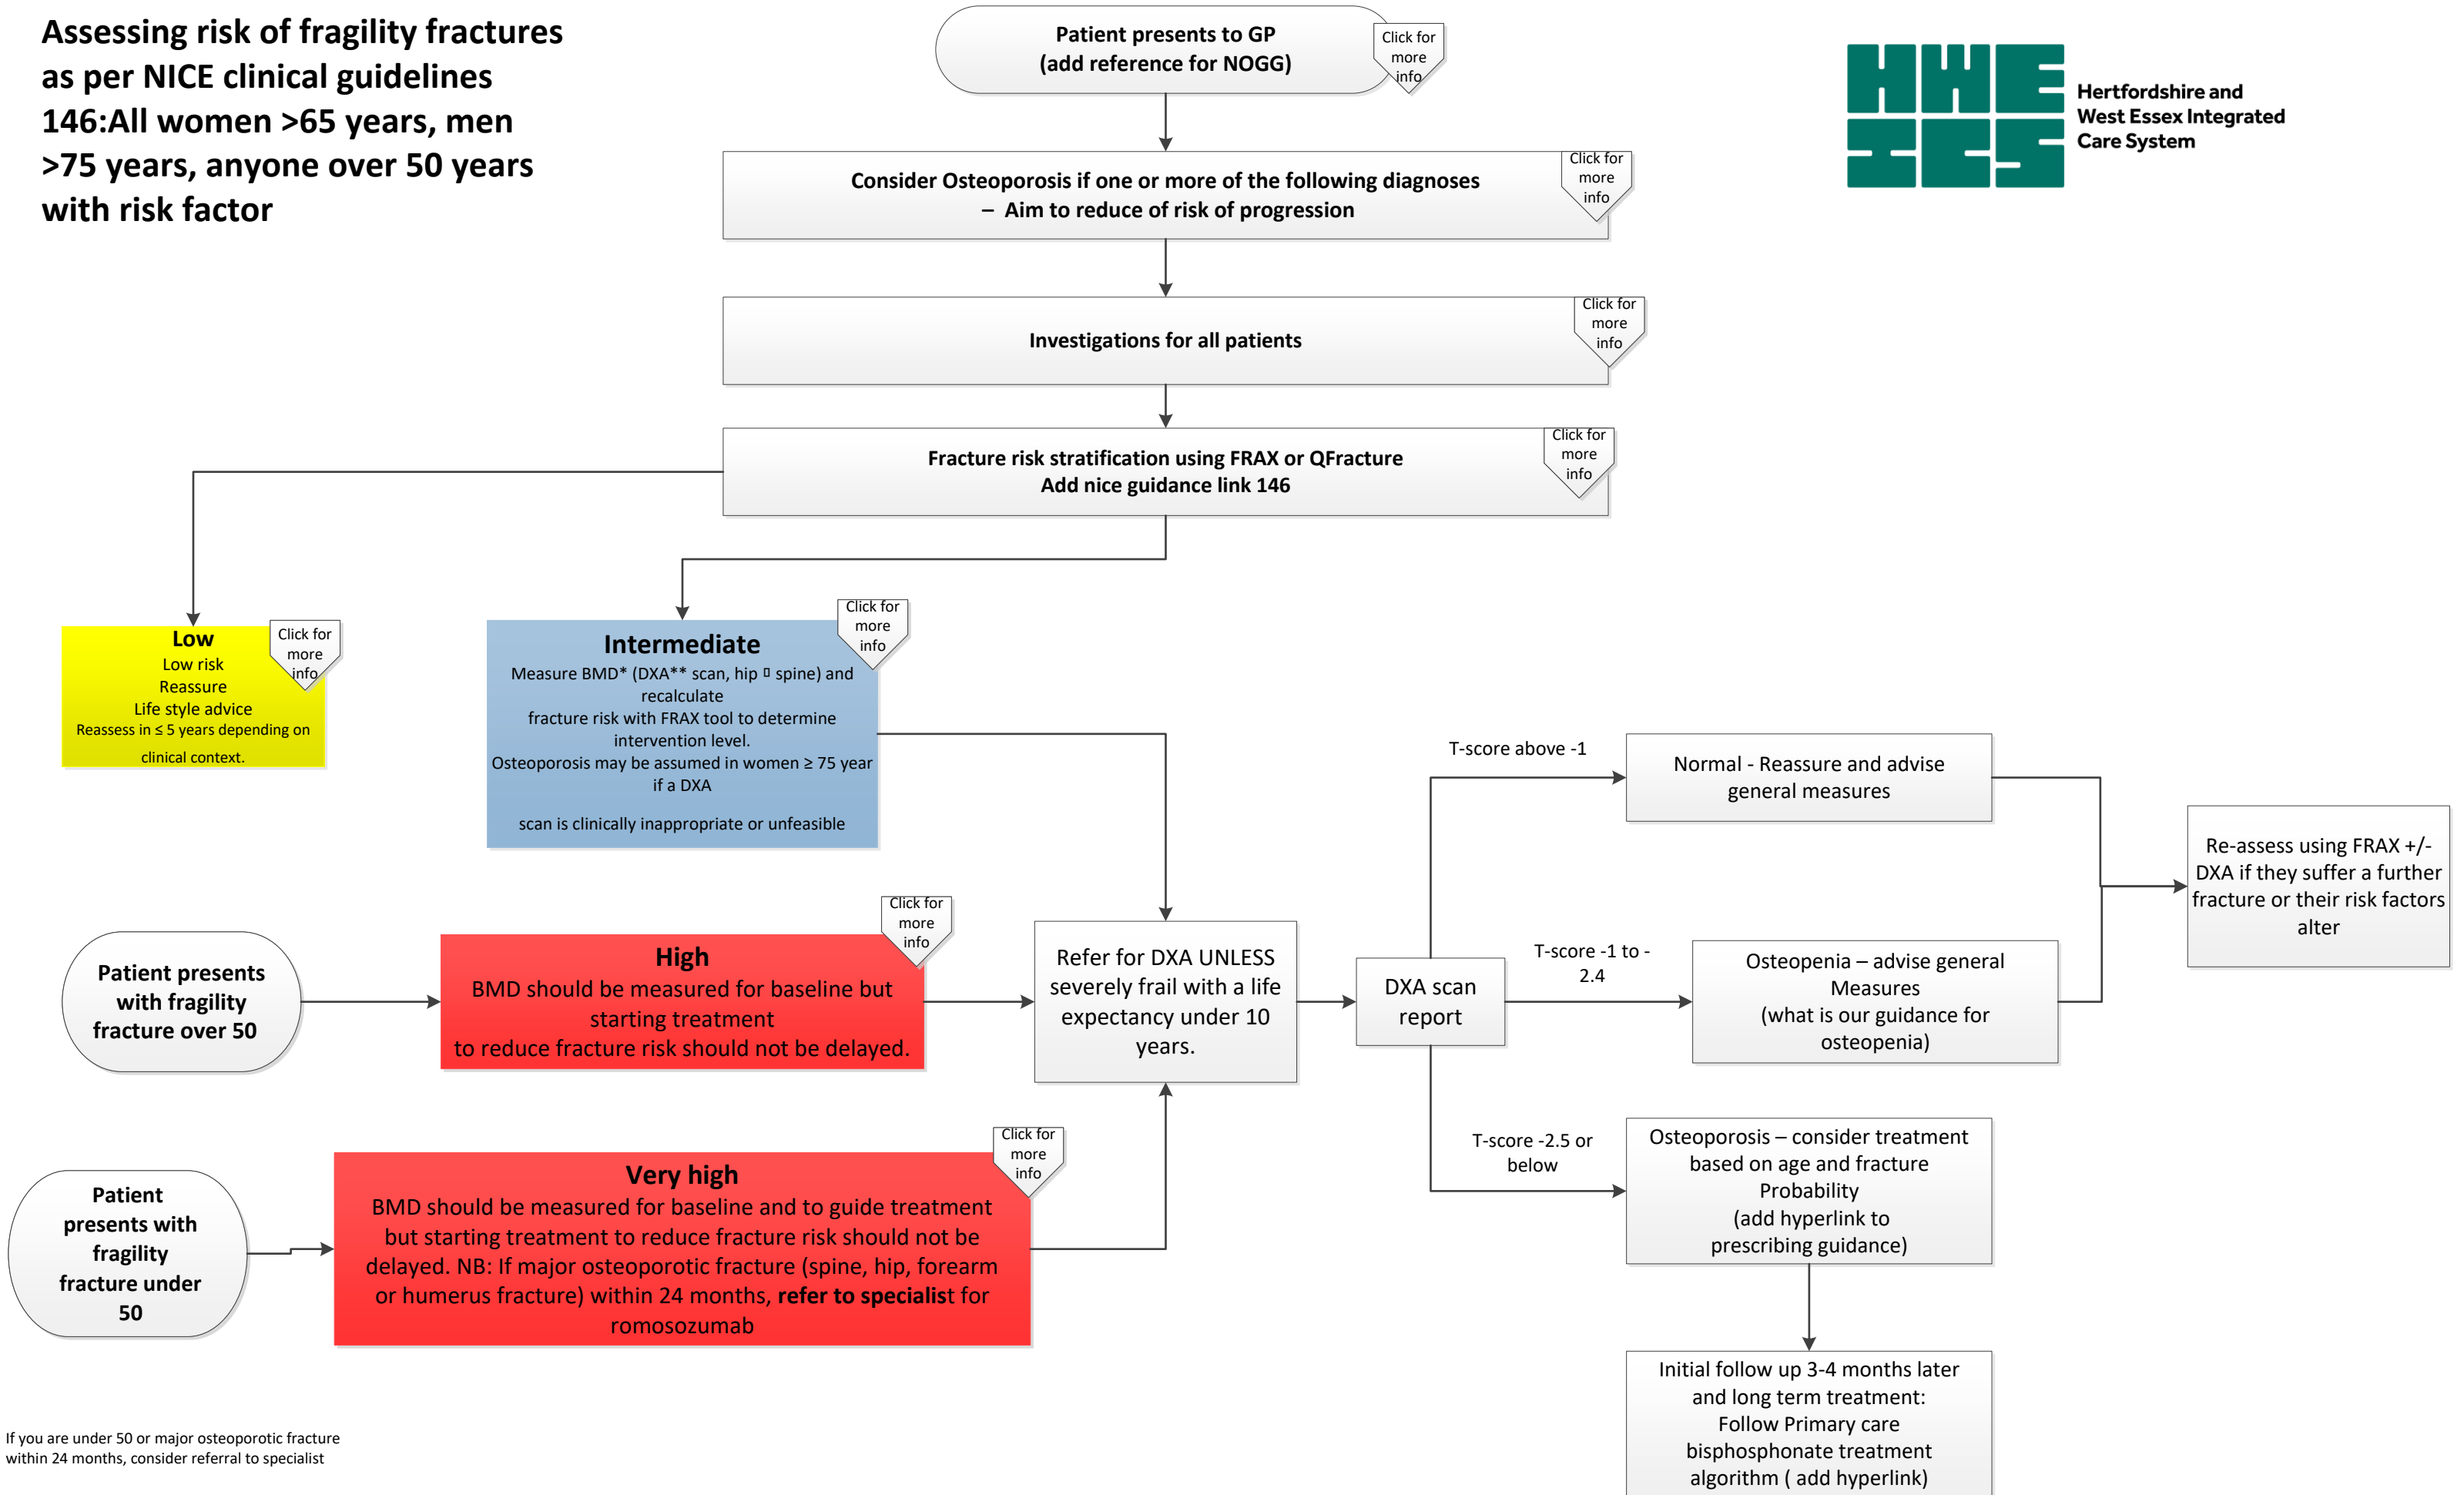 Assessing risk of fragility fractures
as per NICE clinical guidelines
146:All women >65 years, men
>75 years, anyone over 50 years
with risk factor
Patient presents to GP
(add reference for NOGG)
Click for
more
info
Hertfordshire and
West Essex Integrated
Care System
HWE
ICS
Consider Osteoporosis if one or more of the following diagnoses
– Aim to reduce of risk of progression
Click for
more
info
Investigations for all patients
Click for
more
info
Fracture risk stratification using FRAX or QFracture
Add nice guidance link 146
Click for
more
info
Low
Low risk
Reassure
Life style advice
Reassess in ≤ 5 years depending on
clinical context.
Click for
more
info
Intermediate
Measure BMD* (DXA** scan, hip ▯ spine) and
recalculate
fracture risk with FRAX tool to determine
intervention level.
Osteoporosis may be assumed in women ≥ 75 year
if a DXA
scan is clinically inappropriate or unfeasible
Click for
more
info
Patient presents
with fragility
fracture over 50
High
BMD should be measured for baseline but
starting treatment
to reduce fracture risk should not be delayed.
Click for
more
info
Patient
presents with
fragility
fracture under
50
Very high
BMD should be measured for baseline and to guide treatment
but starting treatment to reduce fracture risk should not be
delayed. NB: If major osteoporotic fracture (spine, hip, forearm
or humerus fracture) within 24 months, refer to specialist for
romosozumab
Click for
more
info
Refer for DXA UNLESS
severely frail with a life
expectancy under 10
years.
DXA scan
report
T-score above -1
Normal - Reassure and advise
general measures
T-score -1 to -
2.4
Osteopenia – advise general
Measures
(what is our guidance for
osteopenia)
Re-assess using FRAX +/-
DXA if they suffer a further
fracture or their risk factors
alter
T-score -2.5 or
below
Osteoporosis – consider treatment
based on age and fracture
Probability
(add hyperlink to
prescribing guidance)
Initial follow up 3-4 months later
and long term treatment:
Follow Primary care
bisphosphonate treatment
algorithm ( add hyperlink)
If you are under 50 or major osteoporotic fracture
within 24 months, consider referral to specialist